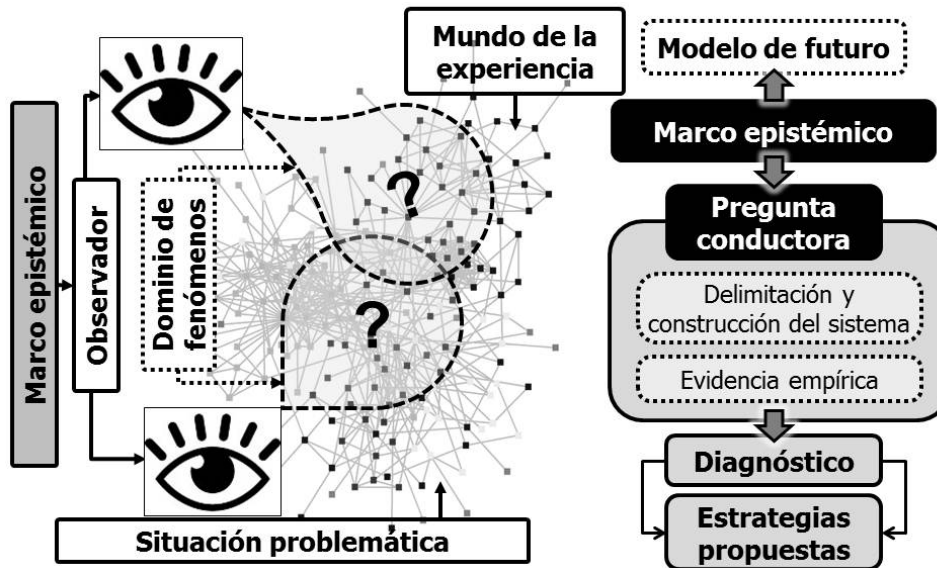 Marco epistémico
Observador
Dominio de
fenómenos
Mundo de la
experiencia
?
?
Situación problemática
Modelo de futuro
Marco epistémico
Pregunta
conductora
Delimitación y
construcción del sistema
Evidencia empírica
Diagnóstico
Estrategias
propuestas